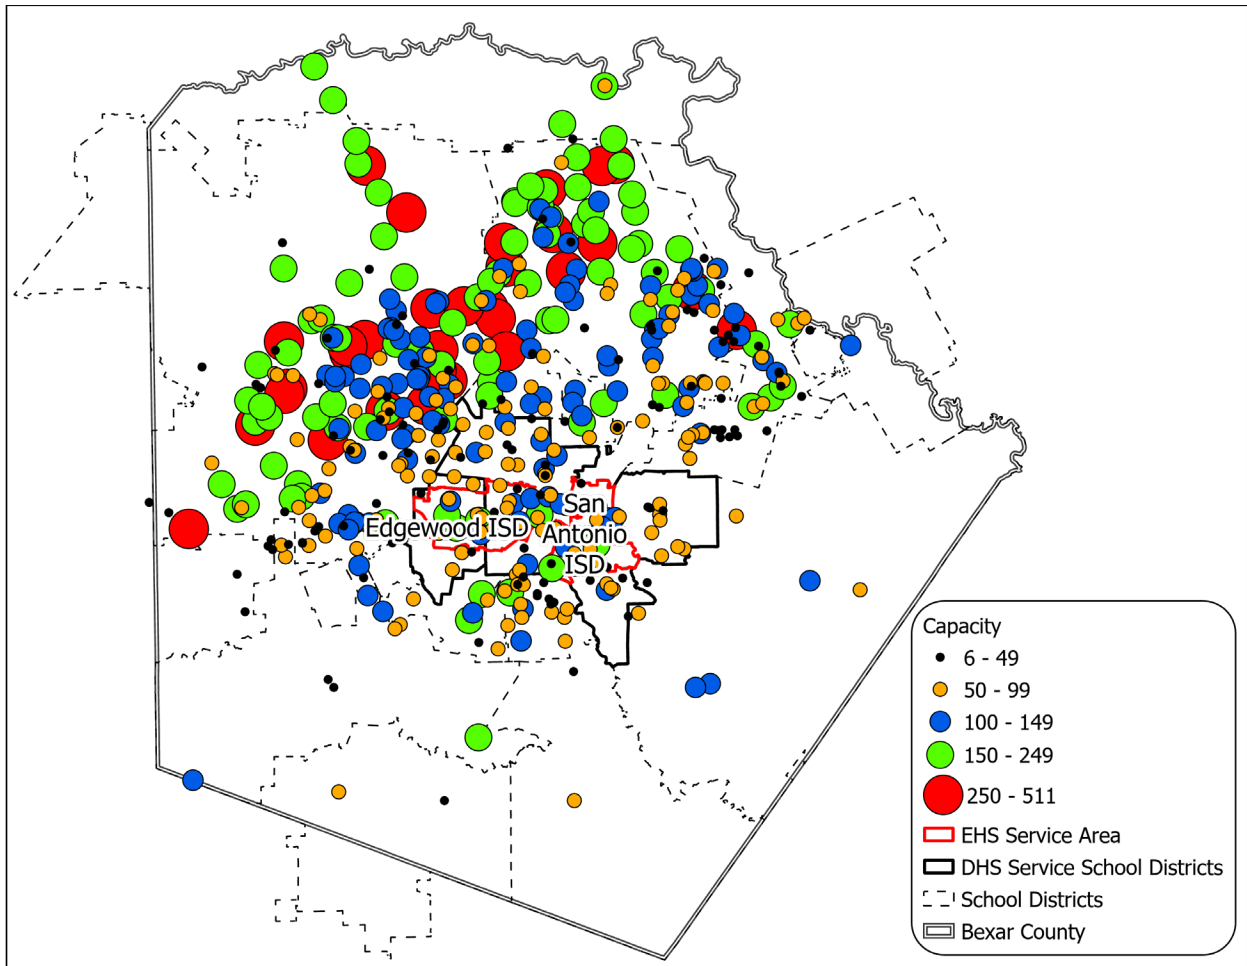 San
Edgewood ISD
Antonio
ISD
Capacity
6 - 49
50 - 99
100 - 149
150 - 249
250 - 511
EHS Service Area
DHS Service School Districts
School Districts
Bexar County